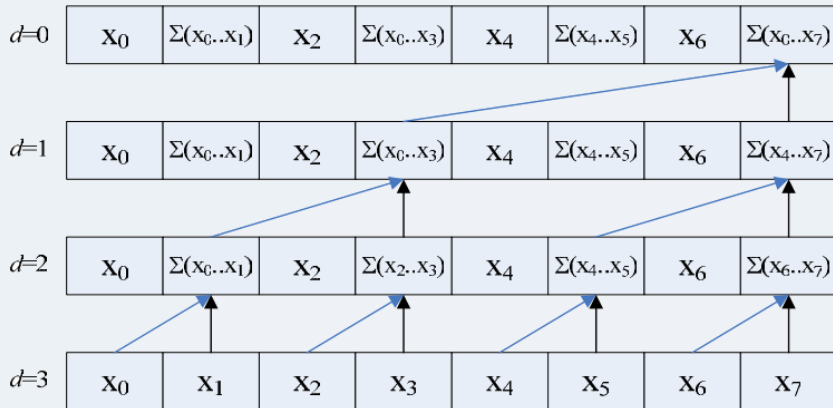 d=0 x₀ Σ(x₀..x₁) x₂ Σ(x₀..x₃) x₄ Σ(x₄..x₅) x₆ Σ(x₀..x₇)
d=1 x₀ Σ(x₀..x₁) x₂ Σ(x₀..x₃) x₄ Σ(x₄..x₅) x₆ Σ(x₄..x₇)
d=2 x₀ Σ(x₀..x₁) x₂ Σ(x₂..x₃) x₄ Σ(x₄..x₅) x₆ Σ(x₆..x₇)
d=3 x₀ x₁ x₂ x₃ x₄ x₅ x₆ x₇